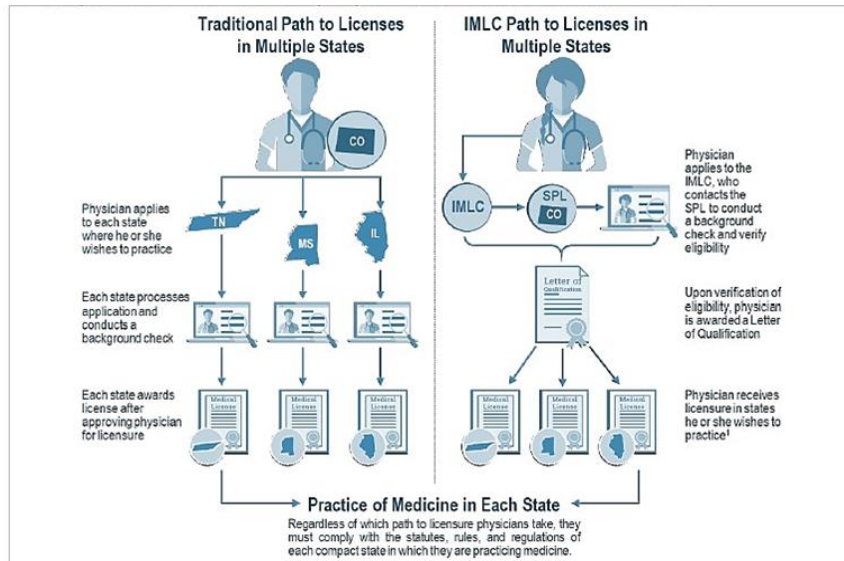 Traditional Path to Licenses
in Multiple States
CO
Physician applies
to each state
where he or she
wishes to practice
TN
MS
IL
Each state processes
application and
conducts a
background check
Each state awards
license after
approving physician
for licensure
Medical
License
Medical
License
Medical
License
IMLC Path to Licenses in
Multiple States
IMLC
SPL
CO
Physician
applies to the
IMLC, who
contacts the
SPL to conduct
a background
check and verify
eligibility
Letter of
Qualification
Upon verification of
eligibility, physician
is awarded a Letter
of Qualification
Medical
License
Medical
License
Medical
License
Physician receives
licensure in states
he or she wishes to
practice¹
Practice of Medicine in Each State
Regardless of which path to licensure physicians take, they
must comply with the statutes, rules, and regulations of
each compact state in which they are practicing medicine.